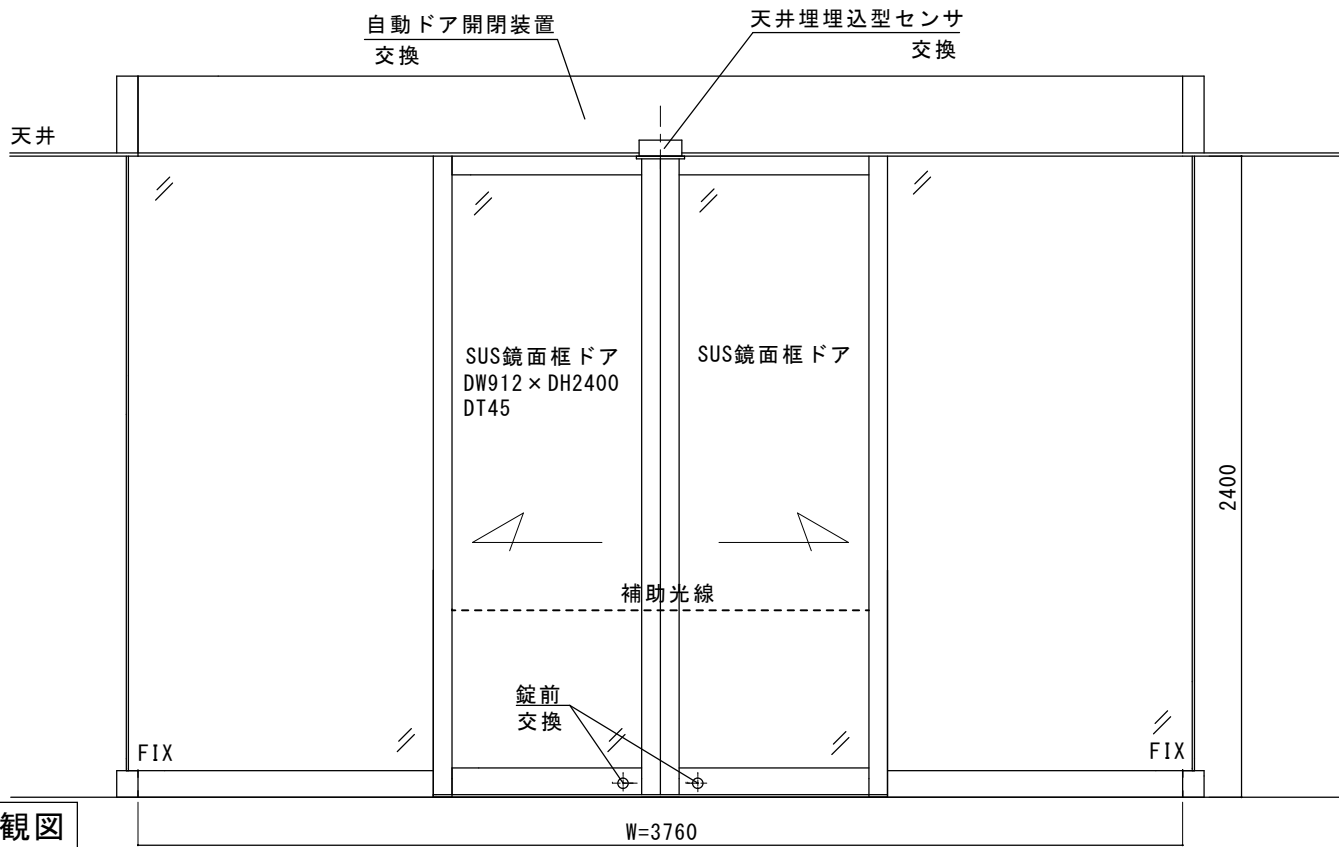 自動ドア開閉装置
交換
天井埋埋込型センサ
交換
天井
SUS鏡面框ドア
DW912×DH2400
DT45
SUS鏡面框ドア
2400
補助光線
錠前
交換
FIX
FIX
観図
W=3760